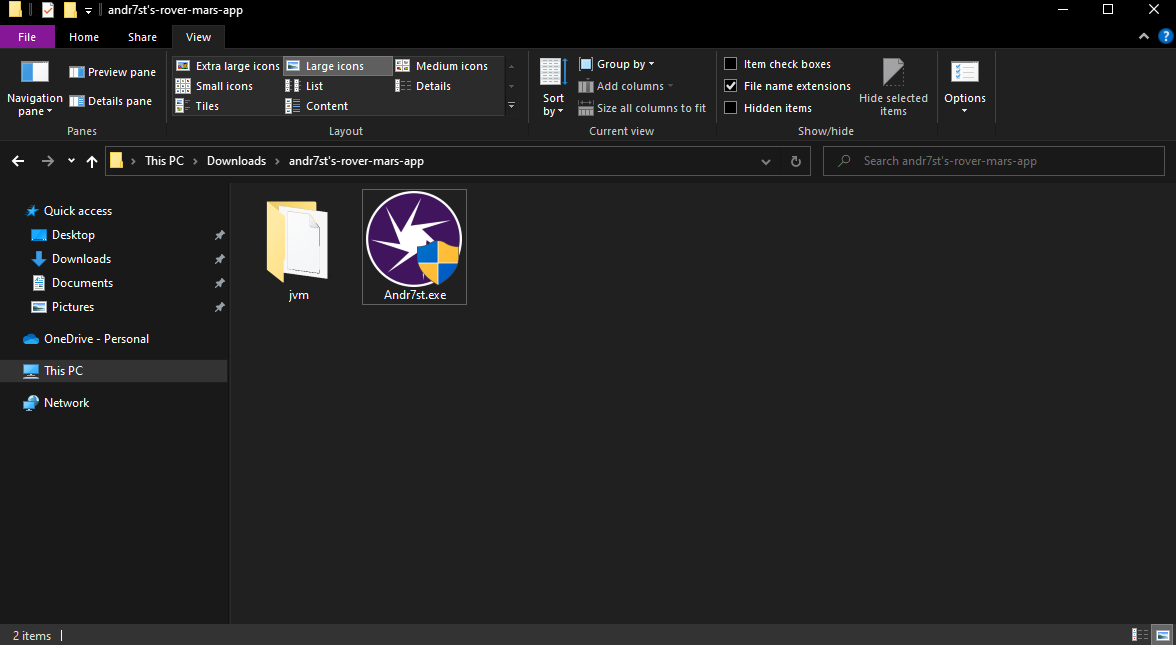 andr7st's-rover-mars-app
File Home Share View
Navigation pane
Preview pane
Details pane
Panes
Extra large icons Large icons Medium icons
Small icons List Details
Tiles Content
Layout
Sort by
Group by
Add columns
Size all columns to fit
Current view
Item check boxes
File name extensions
Hidden items
Hide selected items
Show/hide
Options
This PC > Downloads > andr7st's-rover-mars-app
Search andr7st's-rover-mars-app
Quick access
Desktop
Downloads
Documents
Pictures
OneDrive - Personal
This PC
Network
jvm
Andr7st.exe
2 items